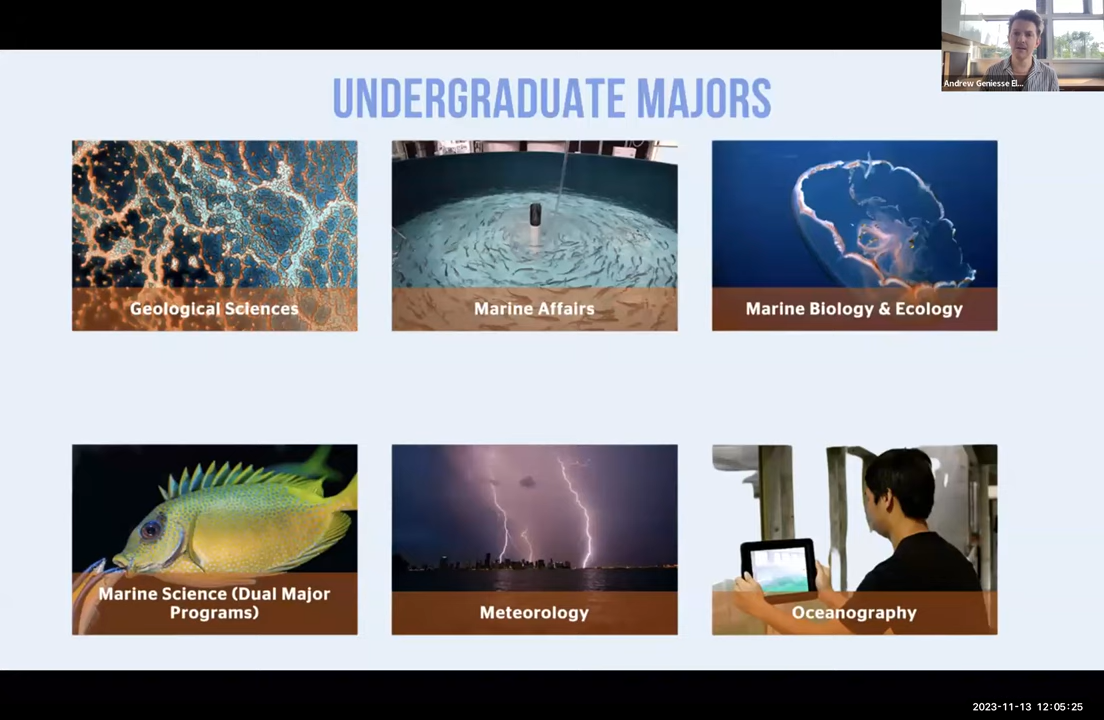 Andrew Geniesse El...
UNDERGRADUATE MAJORS
Geological Sciences
Marine Affairs
Marine Biology & Ecology
Marine Science (Dual Major
Programs)
Meteorology
Oceanography
2023-11-13 12:05:25